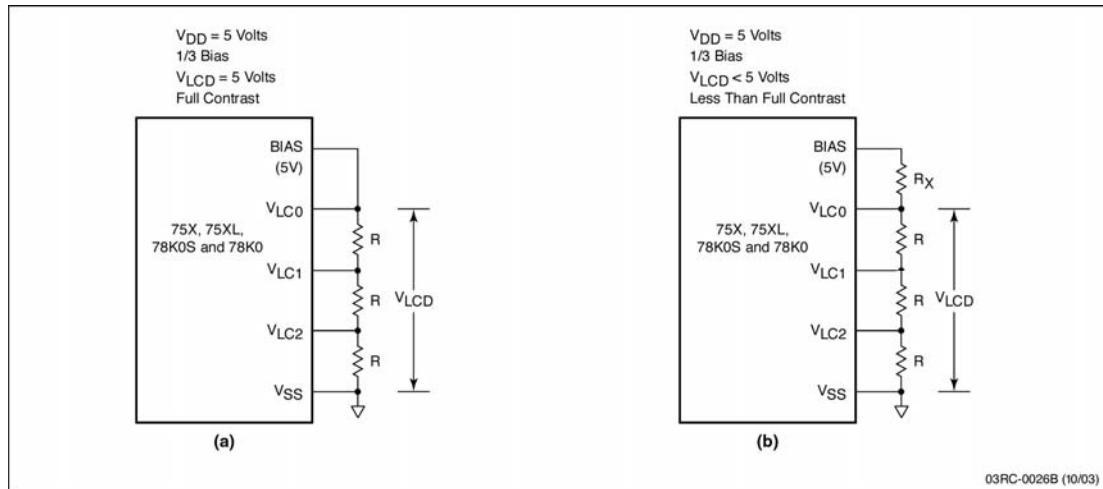 VDD = 5 Volts
1/3 Bias
VLCD = 5 Volts
Full Contrast
BIAS
(5V)
VLC0
75X, 75XL,
78K0S and 78K0
R
VLC1
R
VLCD
VLC2
R
VSS
(a)
VDD = 5 Volts
1/3 Bias
VLCD < 5 Volts
Less Than Full Contrast
BIAS
(5V)
RX
VLC0
75X, 75XL,
78K0S and 78K0
R
VLC1
R
VLCD
VLC2
R
VSS
(b)
03RC-0026B (10/03)